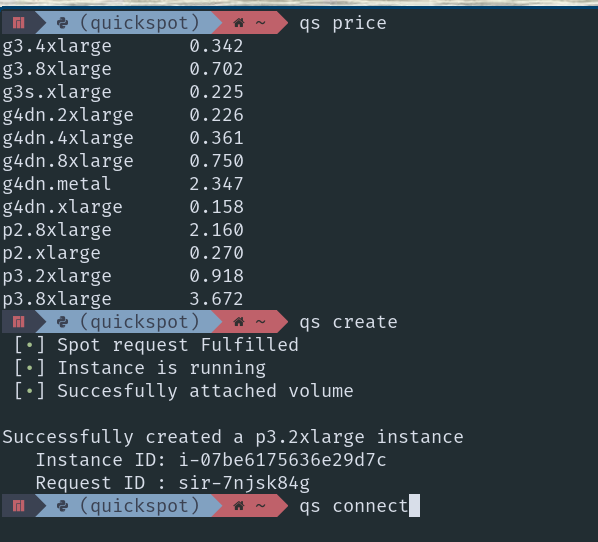 (quickspot) ~ qs price
g3.4xlarge 0.342
g3.8xlarge 0.702
g3s.xlarge 0.225
g4dn.2xlarge 0.226
g4dn.4xlarge 0.361
g4dn.8xlarge 0.750
g4dn.metal 2.347
g4dn.xlarge 0.158
p2.8xlarge 2.160
p2.xlarge 0.270
p3.2xlarge 0.918
p3.8xlarge 3.672
(quickspot) ~ qs create
[•] Spot request Fulfilled
[•] Instance is running
[•] Succesfully attached volume
Successfully created a p3.2xlarge instance
Instance ID: i-07be6175636e29d7c
Request ID : sir-7njsk84g
(quickspot) ~ qs connect